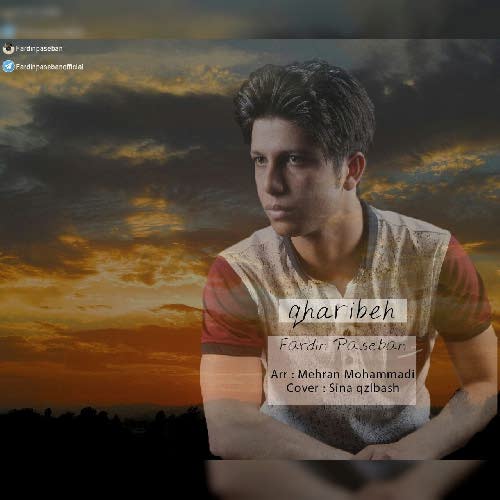 Fardinpaseban
Fardinpasebanofficial
qharibeh
Fardin Paseban
Arr : Mehran Mohammadi
Cover : Sina qzlbash